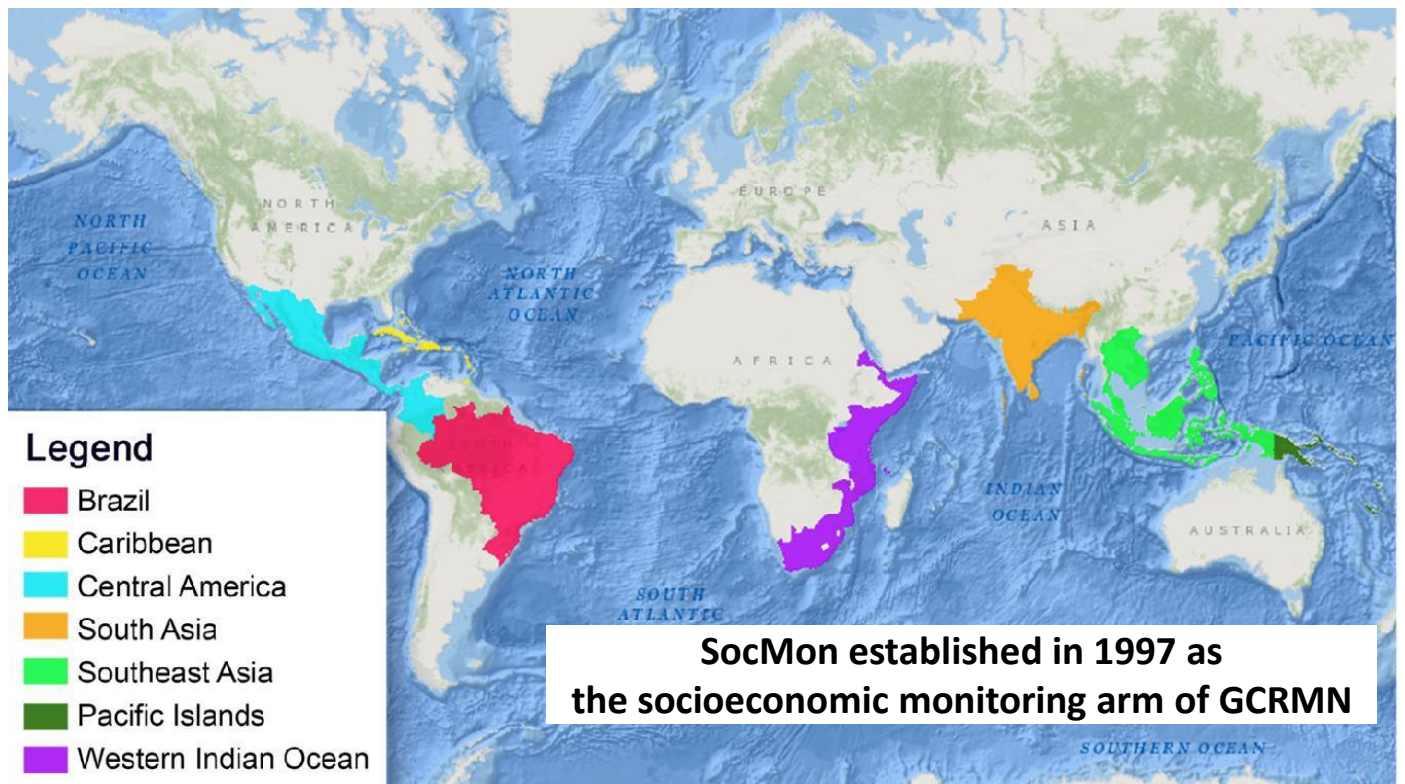 NORTH
PACIFIC
OCEAN
NORTH
AMERICA
NORTH
ATLANTIC
OCEAN
EUROPE
ASIA
AFRICA
PACIFIC OCEAN
SOUTH
AMERICA
INDIAN
OCEAN
AUSTRALIA
SOUTH
ATLANTIC
SOUTHERN OCEAN
Legend
Brazil
Caribbean
Central America
South Asia
Southeast Asia
Pacific Islands
Western Indian Ocean
SocMon established in 1997 as
the socioeconomic monitoring arm of GCRMN